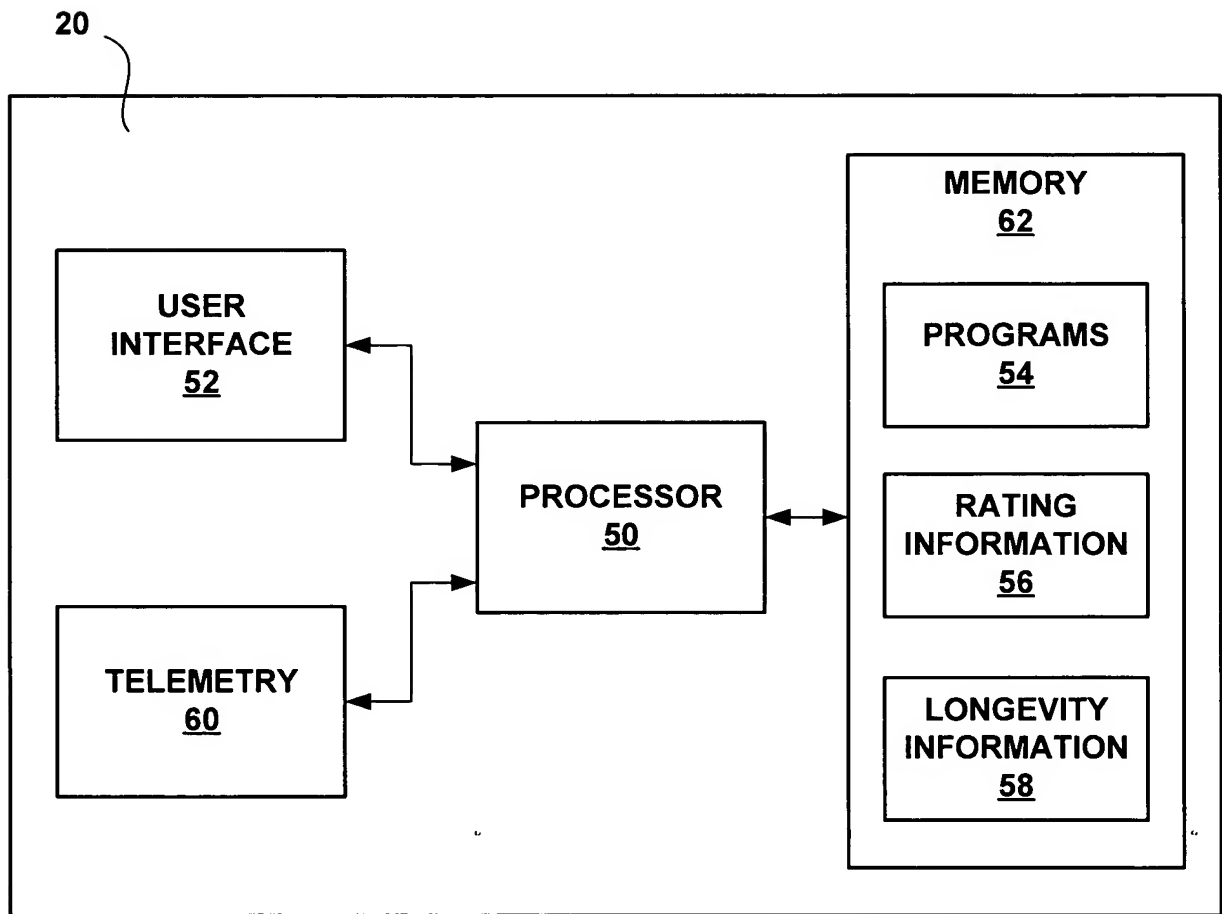 20
USER
INTERFACE
52
TELEMETRY
60
PROCESSOR
50
MEMORY
62
PROGRAMS
54
RATING
INFORMATION
56
LONGEVITY
INFORMATION
58